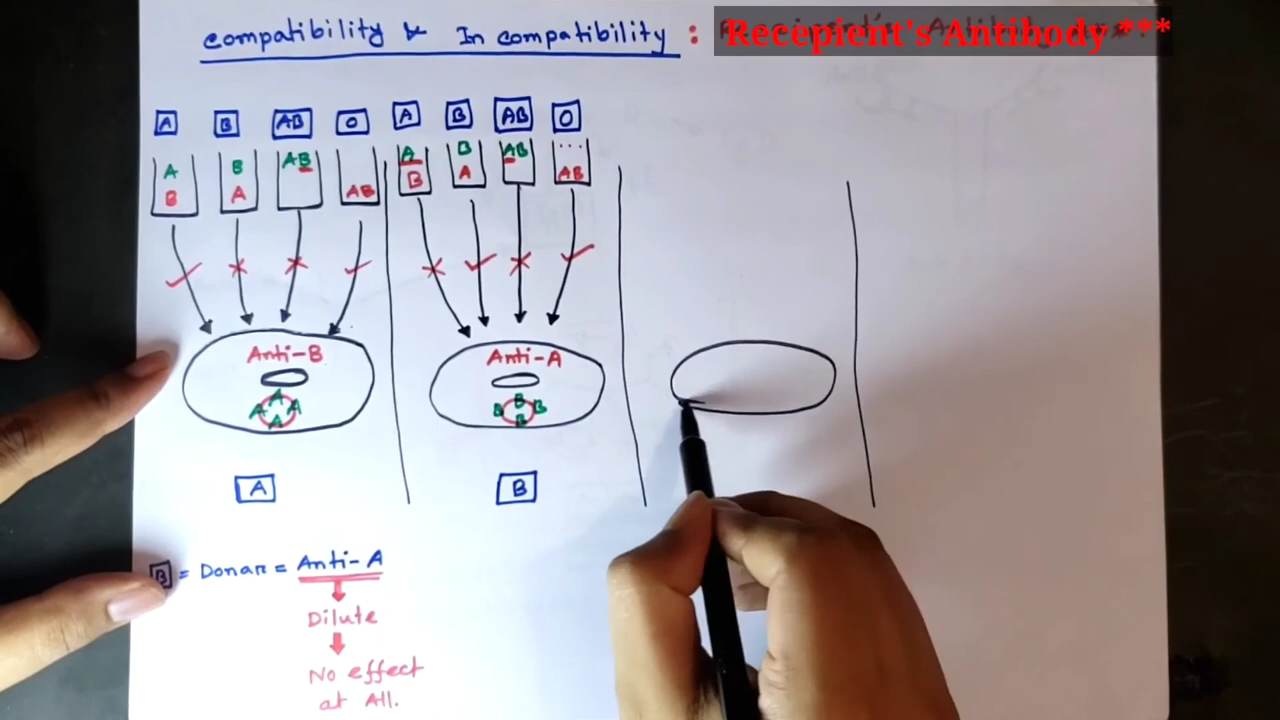 compatibility & In compatibility : Recepient's Antibody ***
A B AB O A B AB O
A B AB A B AB ...
B A AB B A AB
Anti-B Anti-A
A B
A A B B
A B
A B
B = Donar = Anti-A
Dilute
No effect
at All.